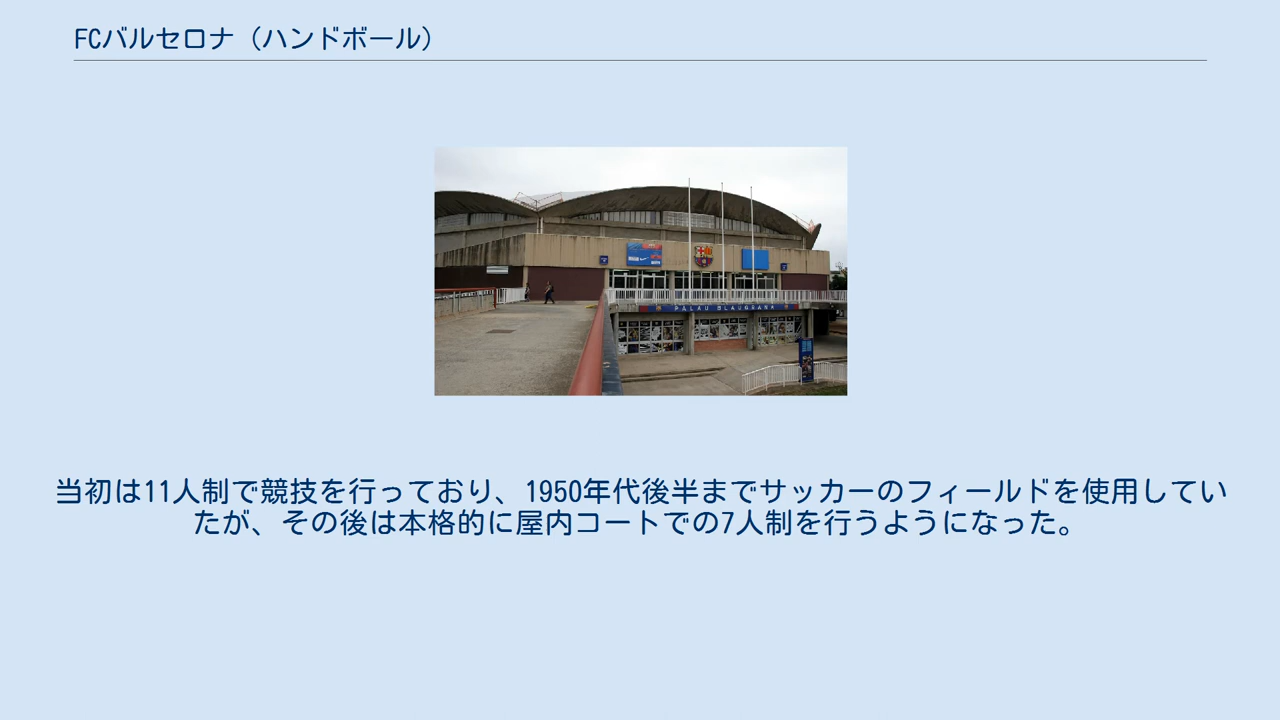 FCバルセロナ（ハンドボール）
PALAU BLAUGRANA
当初は11人制で競技を行っており、1950年代後半までサッカーのフィールドを使用してい
たが、その後は本格的に屋内コートでの7人制を行うようになった。